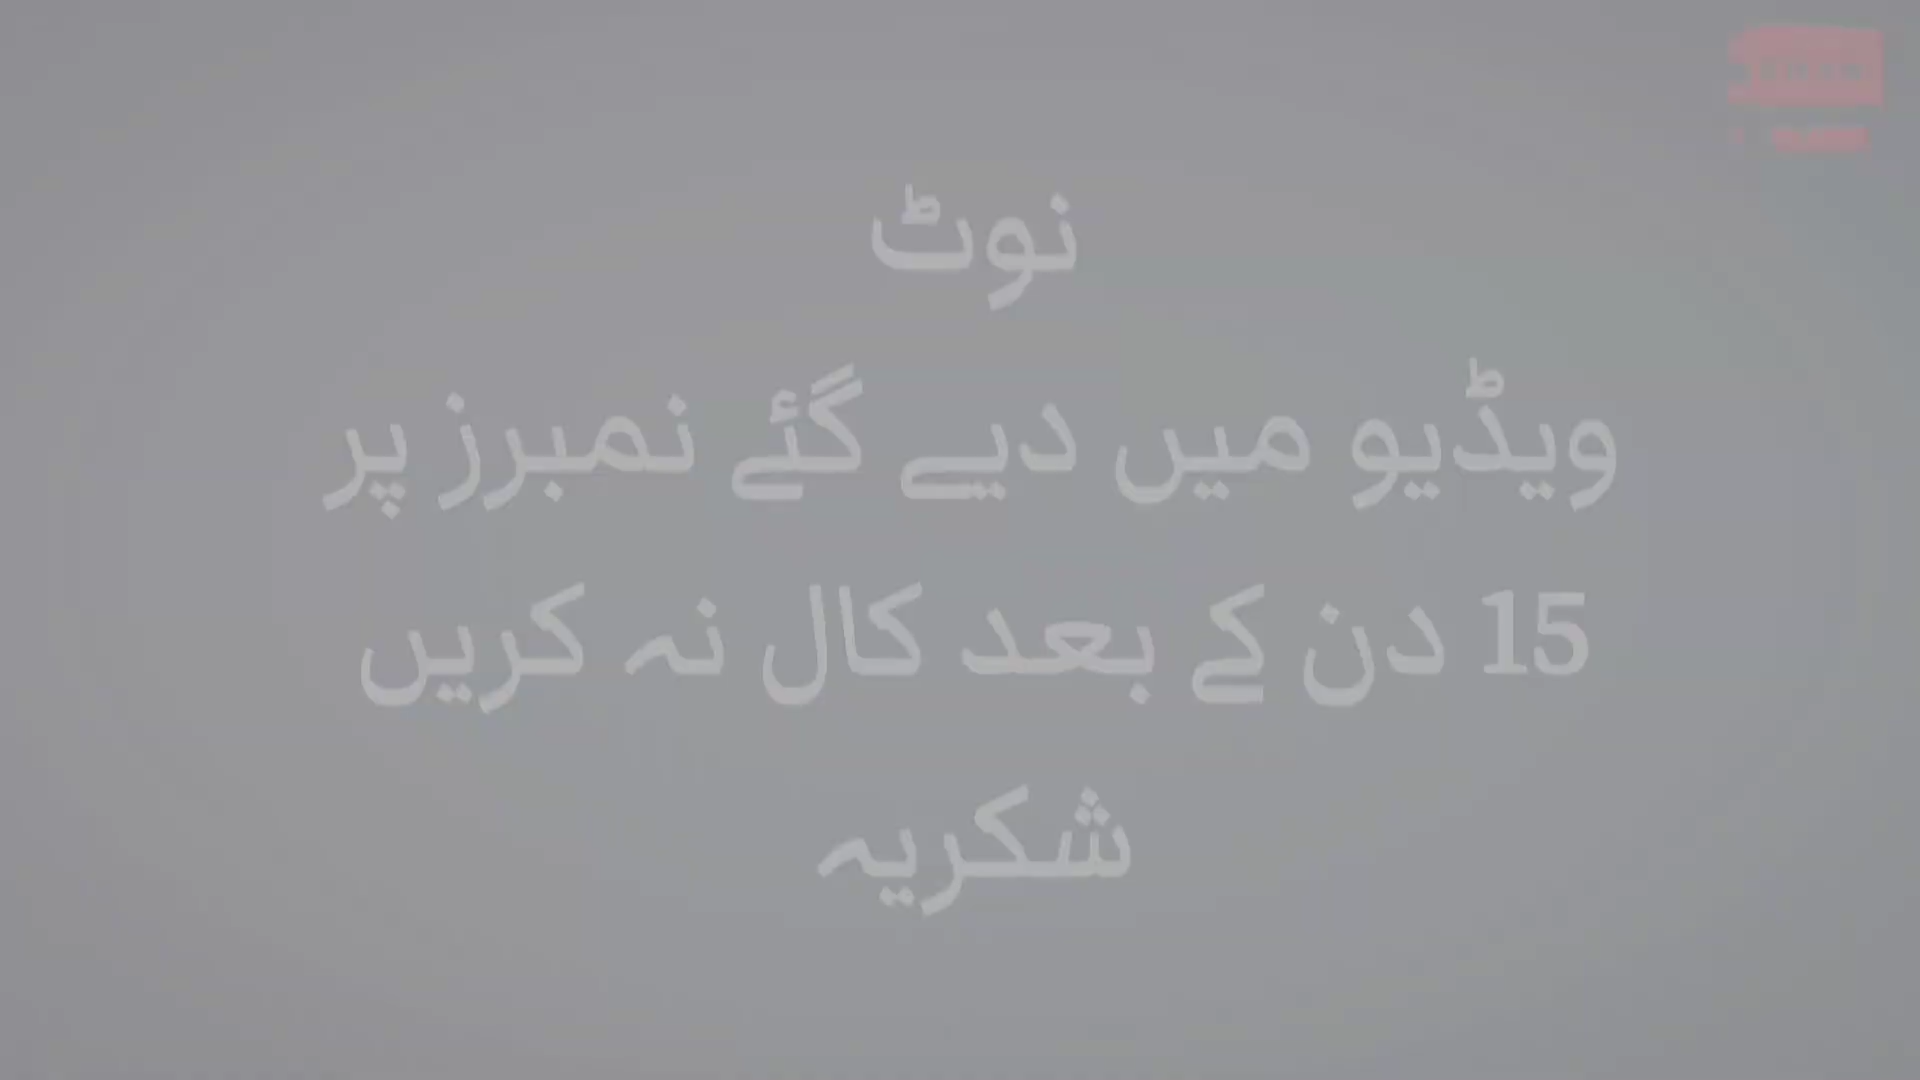 نوٹ
ویڈیو میں دیے گئے نمبرز پر
15 دن کے بعد کال نہ کریں
شکریہ